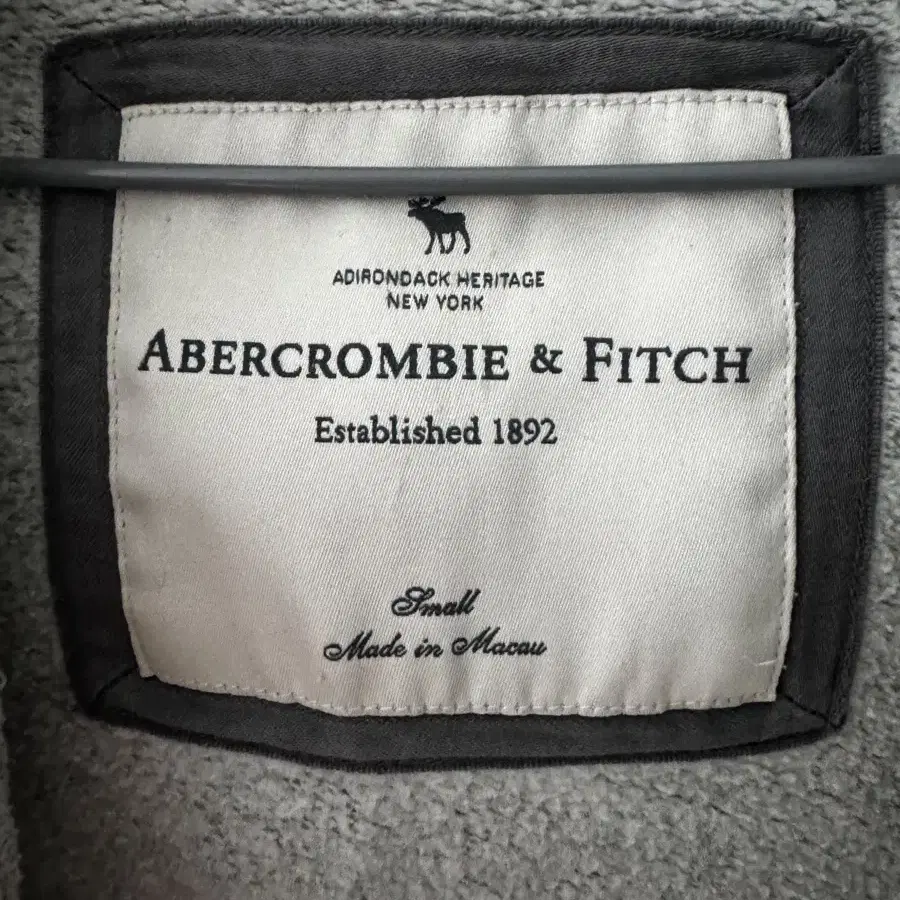 ADIRONDACK HERITAGE
NEW YORK
ABERCROMBIE & FITCH
Established 1892
Small
Made in Macau